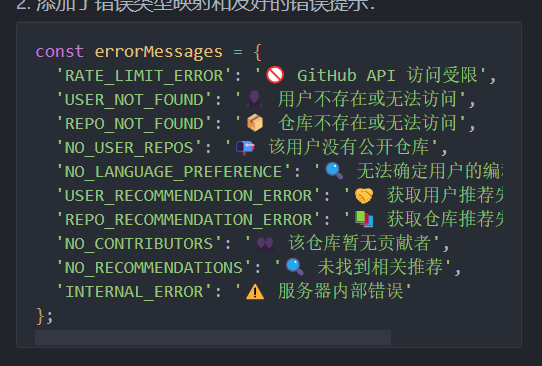 2. 添加了错误类型映射和友好的错误提示:
const errorMessages = {
'RATE_LIMIT_ERROR': '🚫 GitHub API 访问受限',
'USER_NOT_FOUND': '👤 用户不存在或无法访问',
'REPO_NOT_FOUND': '📦 仓库不存在或无法访问',
'NO_USER_REPOS': '📭 该用户没有公开仓库',
'NO_LANGUAGE_PREFERENCE': '🔍 无法确定用户的编
'USER_RECOMMENDATION_ERROR': '🤝 获取用户推荐
'REPO_RECOMMENDATION_ERROR': '📚 获取仓库推荐
'NO_CONTRIBUTORS': '👥 该仓库暂无贡献者',
'NO_RECOMMENDATIONS': '🔍 未找到相关推荐',
'INTERNAL_ERROR': '⚠️ 服务器内部错误'
};